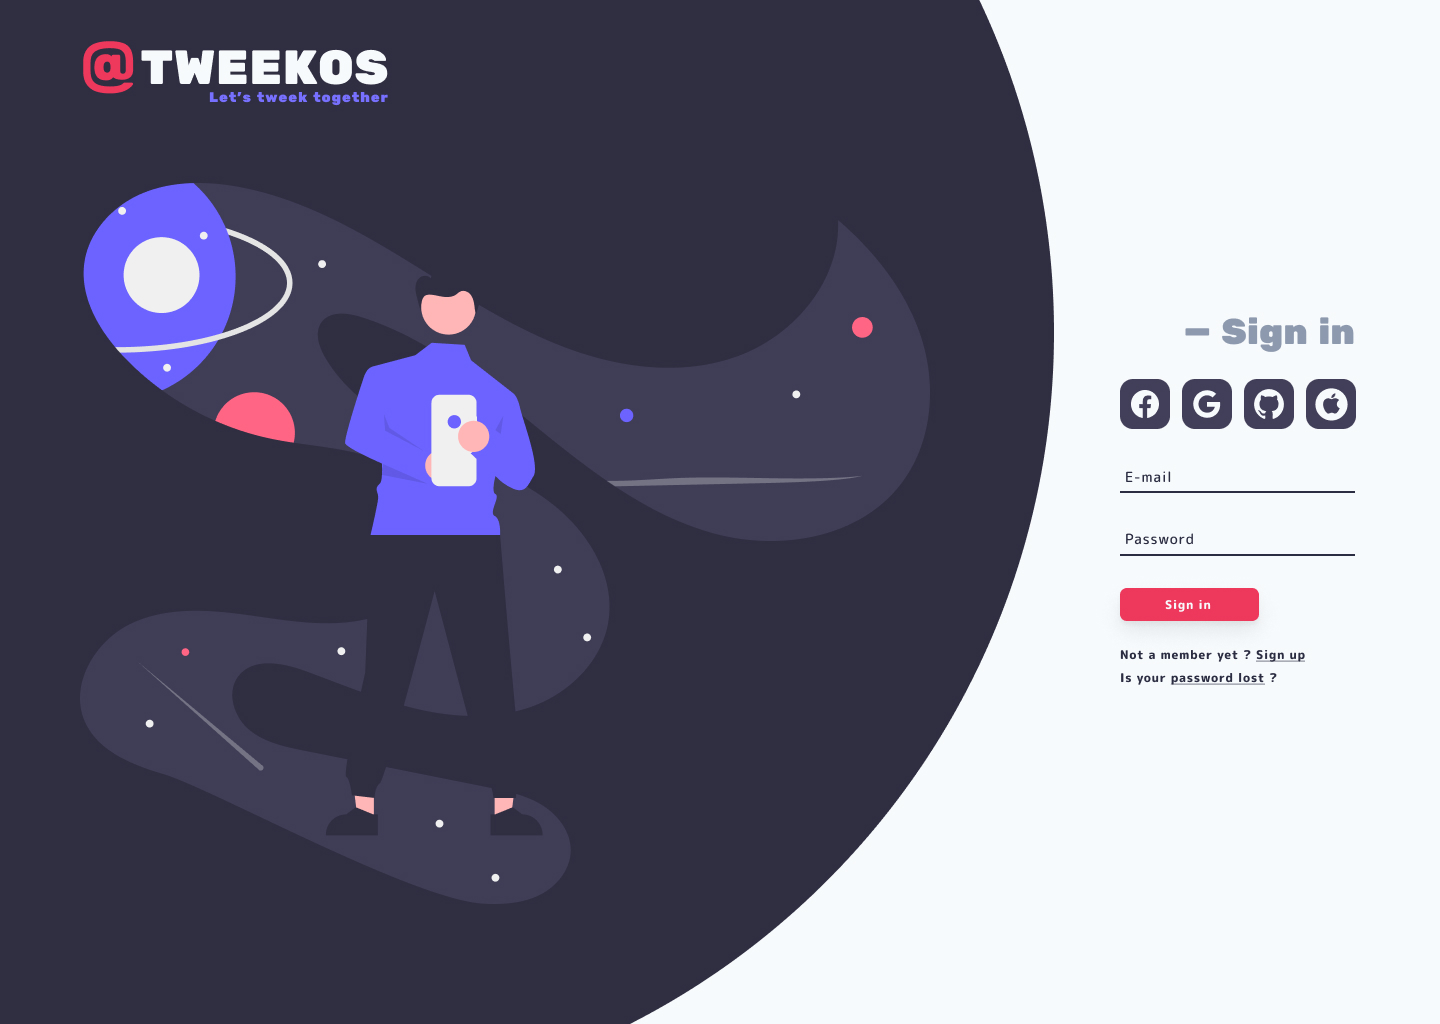 @TWEEKOS
Let's tweek together
– Sign in
E-mail
Password
Sign in
Not a member yet ? Sign up
Is your password lost ?